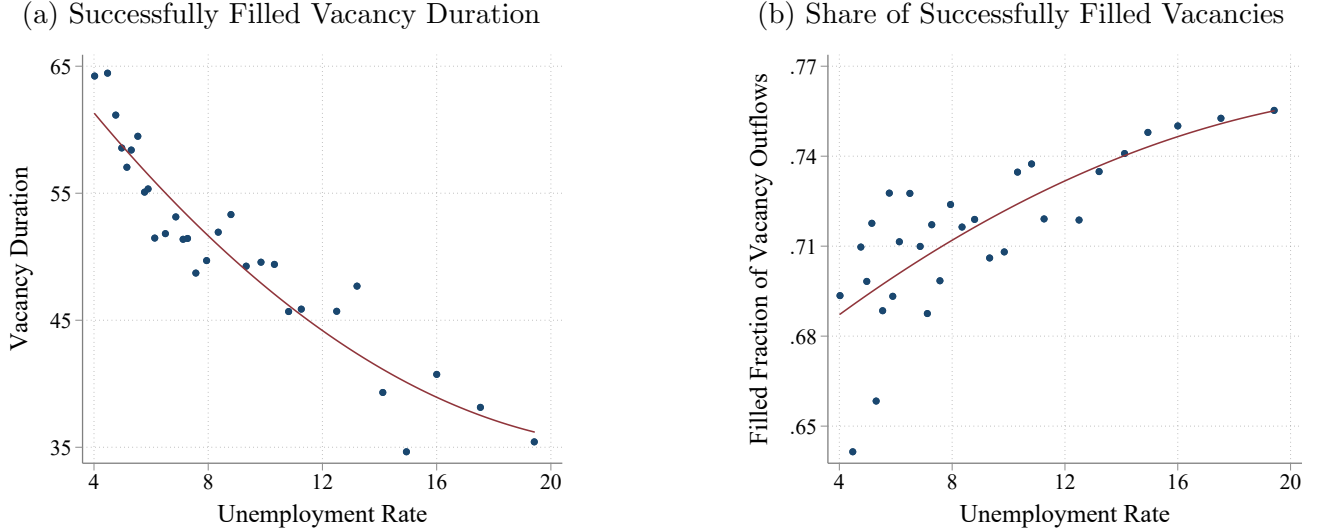 (a) Successfully Filled Vacancy Duration
Vacancy Duration
65
55
45
35
4 8 12 16 20
Unemployment Rate
(b) Share of Successfully Filled Vacancies
Filled Fraction of Vacancy Outflows
.77
.74
.71
.68
.65
4 8 12 16 20
Unemployment Rate